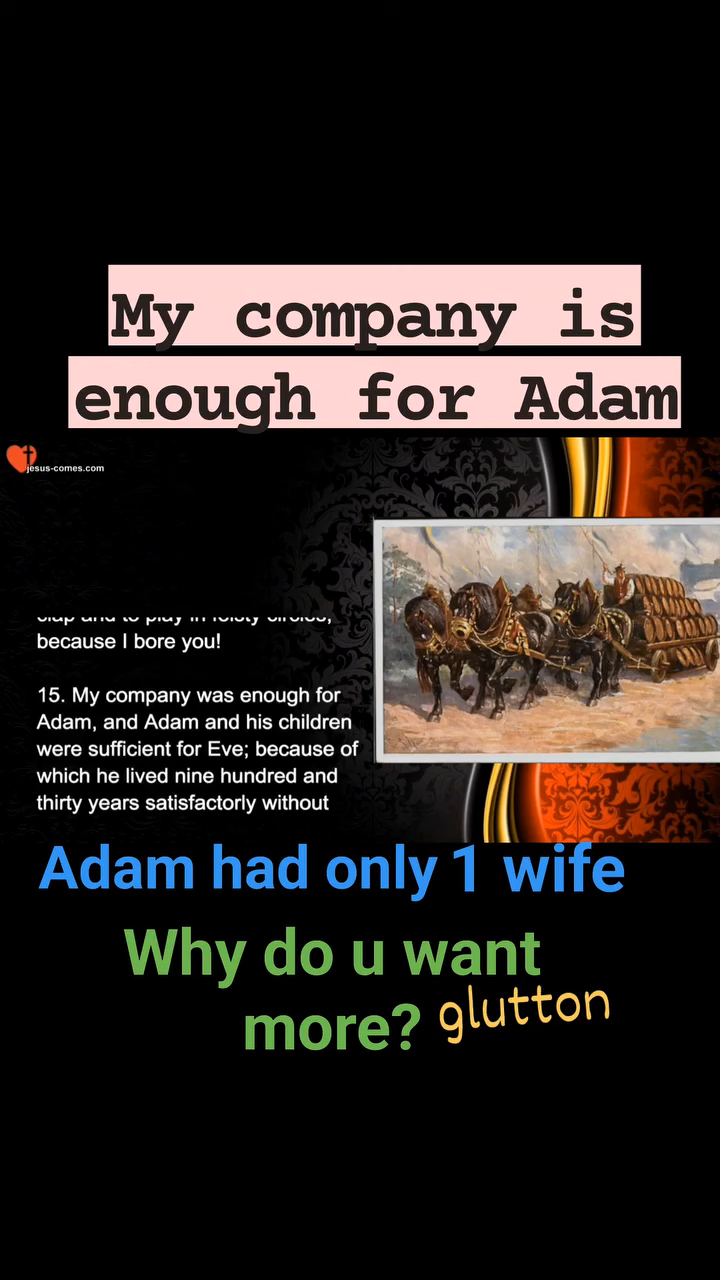 My company is
enough for Adam
jesus-comes.com
because I bore you!
15. My company was enough for
Adam, and Adam and his children
were sufficient for Eve; because of
which he lived nine hundred and
thirty years satisfactorly without
Adam had only 1 wife
Why do u want
more? glutton